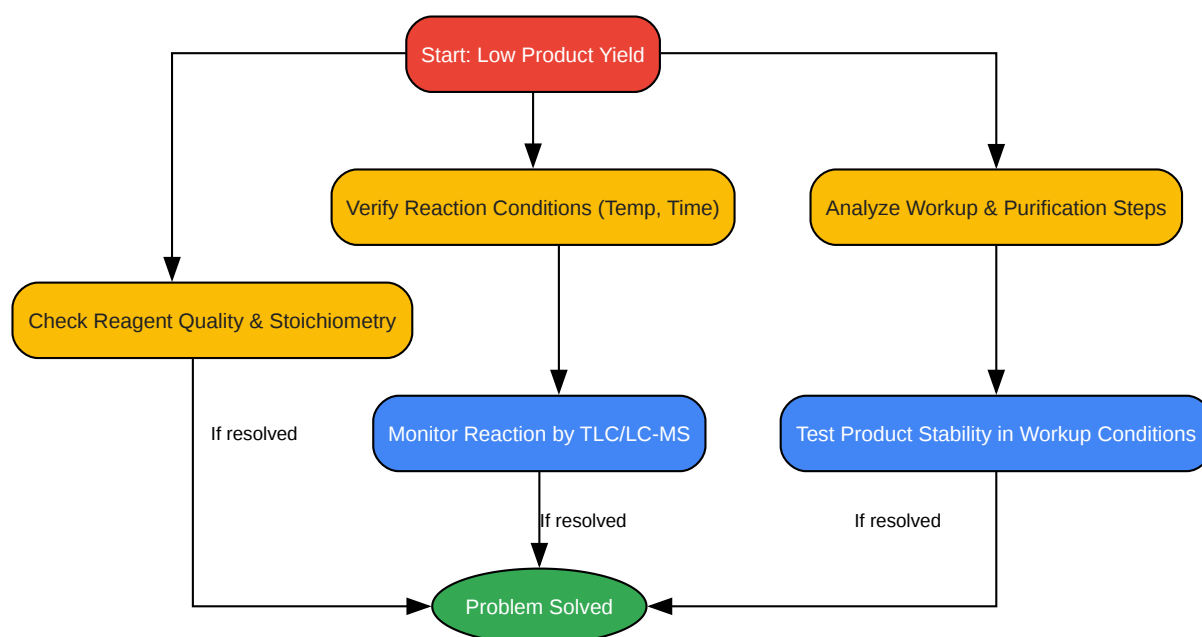 Start: Low Product Yield
Verify Reaction Conditions (Temp, Time)
Analyze Workup & Purification Steps
Check Reagent Quality & Stoichiometry
If resolved
Monitor Reaction by TLC/LC-MS
Test Product Stability in Workup Conditions
If resolved
If resolved
Problem Solved